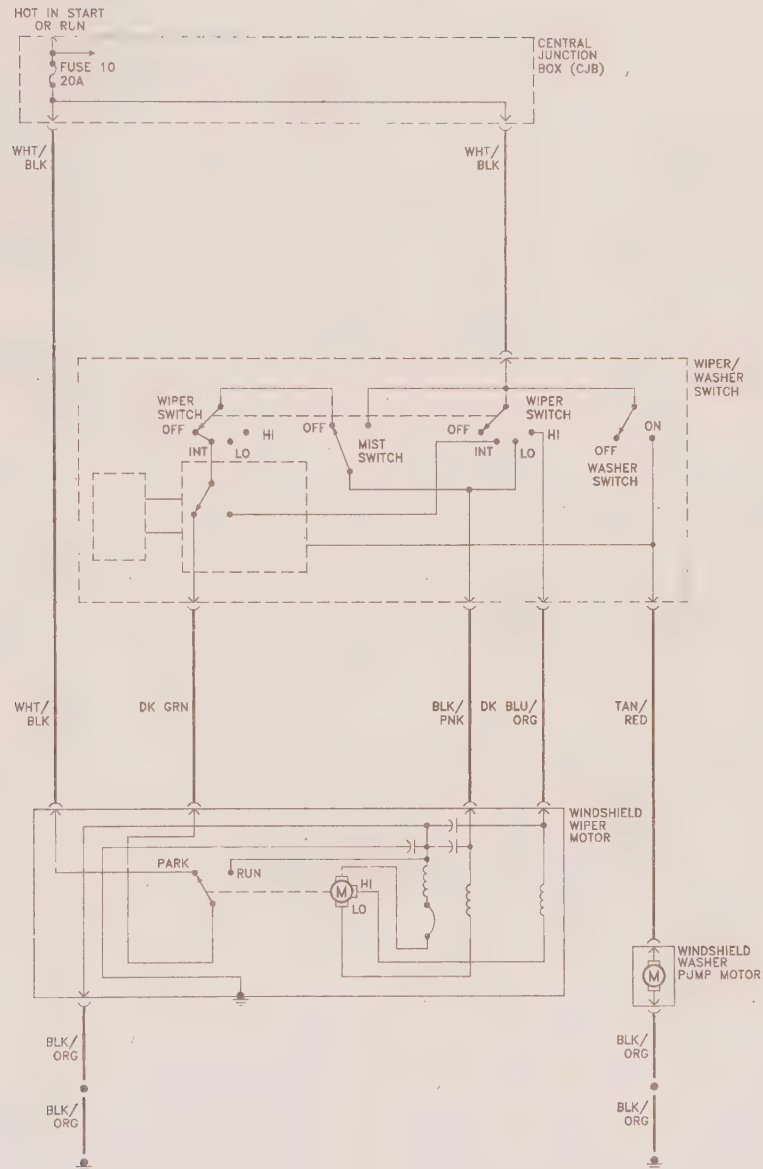 HOT IN START
OR RUN
FUSE 10
20A
CENTRAL
JUNCTION
BOX (CJB)
WHT/
BLK
WHT/
BLK
WIPER/
WASHER
SWITCH
WIPER
SWITCH
OFF
INT
LO
HI
OFF
MIST
SWITCH
WIPER
SWITCH
OFF
INT
LO
HI
ON
OFF
WASHER
SWITCH
WHT/
BLK
DK GRN
BLK/
PNK
DK BLU/
ORG
TAN/
RED
WINDSHIELD
WIPER
MOTOR
PARK
RUN
M
HI
LO
WINDSHIELD
WASHER
PUMP MOTOR
M
BLK/
ORG
BLK/
ORG
BLK/
ORG
BLK/
ORG